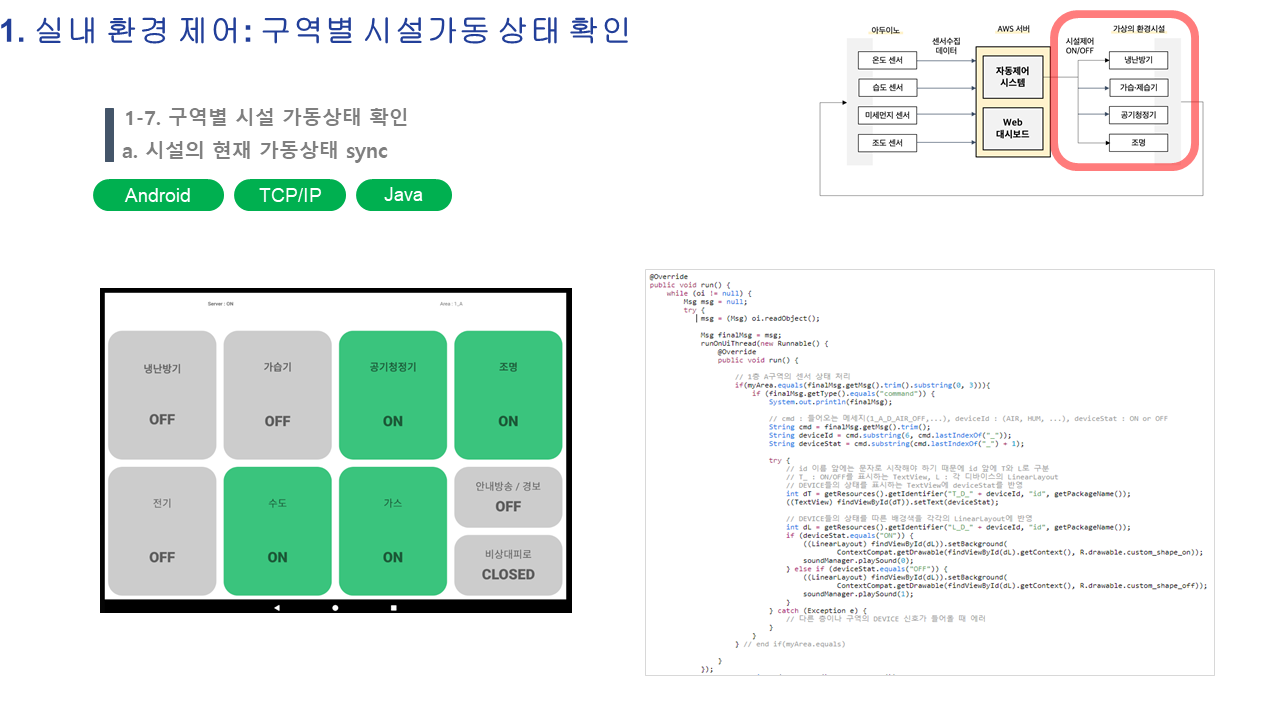 1. 실내 환경 제어: 구역별 시설가동 상태 확인
1-7. 구역별 시설 가동상태 확인
a. 시설의 현재 가동상태 sync
Android
TCP/IP
Java
아두이노
온도 센서
습도 센서
미세먼지 센서
조도 센서
센서수집
데이터
AWS 서버
자동제어
시스템
Web
대시보드
시설제어
ON/OFF
가상의 환경시설
냉난방기
가습·제습기
공기청정기
조명
Server : ON
Area : 1_A
냉난방기
OFF
가습기
OFF
공기청정기
ON
조명
ON
전기
OFF
수도
ON
가스
ON
안내방송 / 경보
OFF
비상대피로
CLOSED
@Override
public void run() {
while (oi != null) {
Msg msg = null;
try {
msg = (Msg) oi.readObject();
Msg finalMsg = msg;
runOnUiThread(new Runnable() {
@Override
public void run() {
// 1층 A구역의 센서 상태 처리
if(myArea.equals(finalMsg.getMsg().trim().substring(0, 3))){
if (finalMsg.getType().equals("command")) {
System.out.println(finalMsg);
// cmd : 들어오는 메세지(1_A_D_AIR_OFF,...), deviceId : (AIR, HUM, ...), deviceStat : ON or OFF
String cmd = finalMsg.getMsg().trim();
String deviceId = cmd.substring(6, cmd.lastIndexOf("_"));
String deviceStat = cmd.substring(cmd.lastIndexOf("_") + 1);
try {
// id 이름 앞에는 문자로 시작해야 하기 때문에 id 앞에 T와 L로 구분
// T_ : ON/OFF를 표시하는 TextView, L : 각 디바이스의 LinearLayout
// DEVICE들의 상태를 표시하는 TextView에 deviceStat를 반영
int dT = getResources().getIdentifier("T_D_" + deviceId, "id", getPackageName());
((TextView) findViewById(dT)).setText(deviceStat);
// DEVICE들의 상태를 따른 배경색을 각각의 LinearLayout에 반영
int dL = getResources().getIdentifier("L_D_" + deviceId, "id", getPackageName());
if (deviceStat.equals("ON")) {
((LinearLayout) findViewById(dL)).setBackground(
ContextCompat.getDrawable(findViewById(dL).getContext(), R.drawable.custom_shape_on));
soundManager.playSound(0);
} else if (deviceStat.equals("OFF")) {
((LinearLayout) findViewById(dL)).setBackground(
ContextCompat.getDrawable(findViewById(dL).getContext(), R.drawable.custom_shape_off));
soundManager.playSound(1);
}
} catch (Exception e) {
// 다른 층이나 구역의 DEVICE 신호가 들어올 때 에러
}
}
} // end if(myArea.equals)
}
});